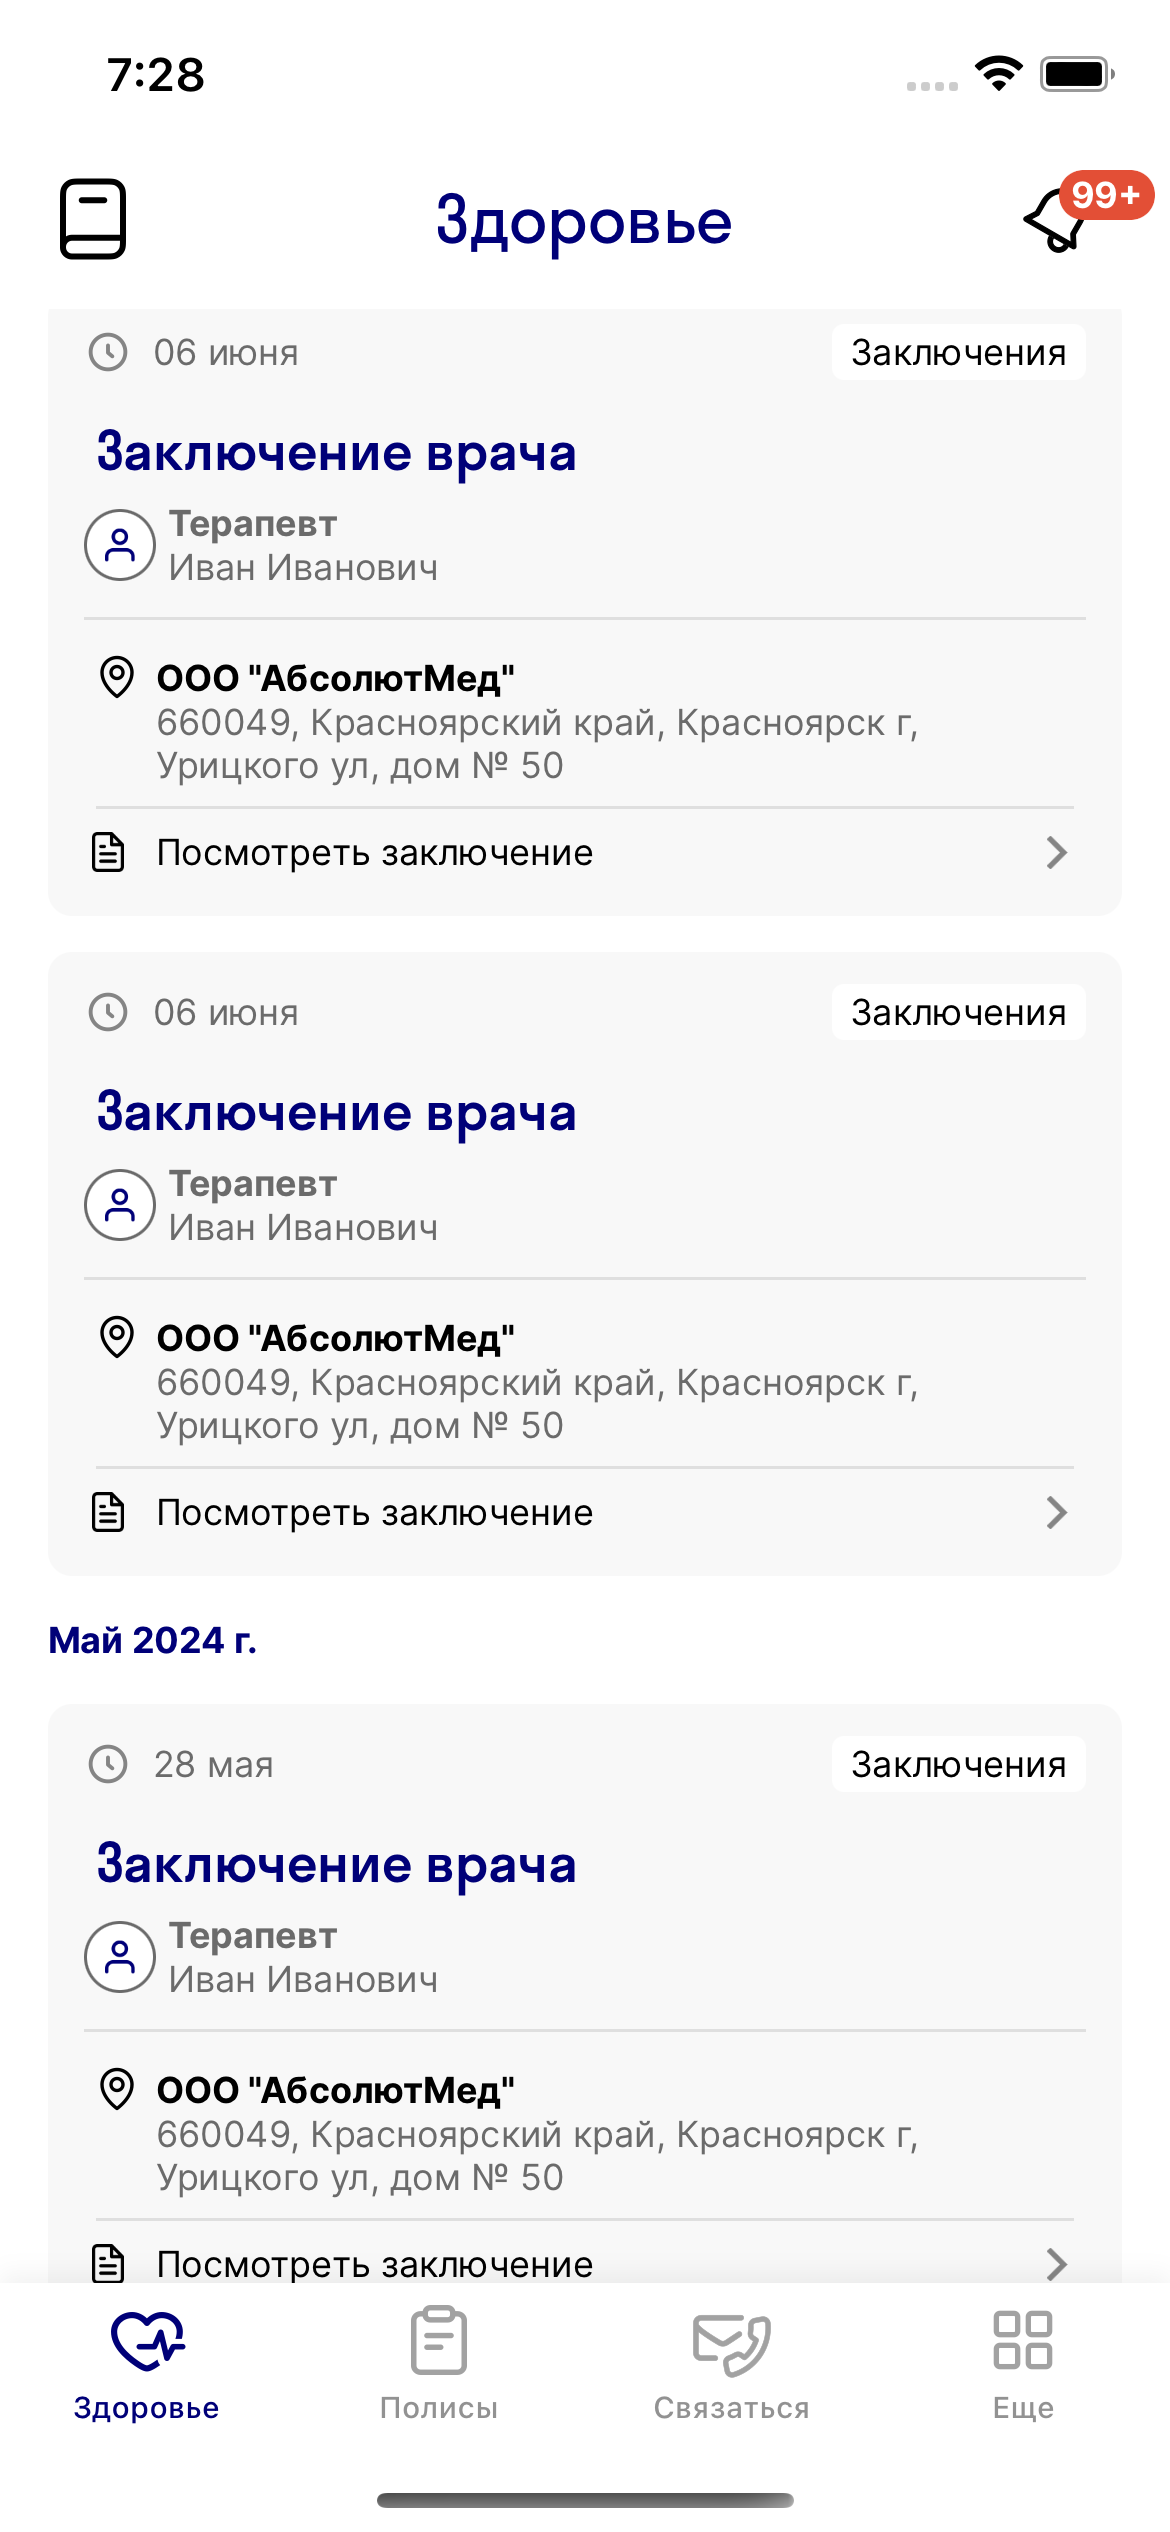 7:28
Здоровье
99+
06 июня
Заключения
Заключение врача
Терапевт
Иван Иванович
ООО "АбсолютМед"
660049, Красноярский край, Красноярск г,
Урицкого ул, дом № 50
Посмотреть заключение
06 июня
Заключения
Заключение врача
Терапевт
Иван Иванович
ООО "АбсолютМед"
660049, Красноярский край, Красноярск г,
Урицкого ул, дом № 50
Посмотреть заключение
Май 2024 г.
28 мая
Заключения
Заключение врача
Терапевт
Иван Иванович
ООО "АбсолютМед"
660049, Красноярский край, Красноярск г,
Урицкого ул, дом № 50
Посмотреть заключение
Здоровье
Полисы
Связаться
Еще